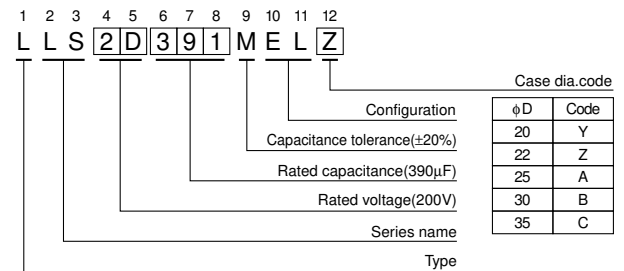 1 2 3 4 5 6 7 8 9 10 11 12
L L S 2 D 3 9 1 M E L Z
Case dia.code
Configuration
Capacitance tolerance(±20%)
Rated capacitance(390μF)
Rated voltage(200V)
Series name
Type
φD Code
20 Y
22 Z
25 A
30 B
35 C